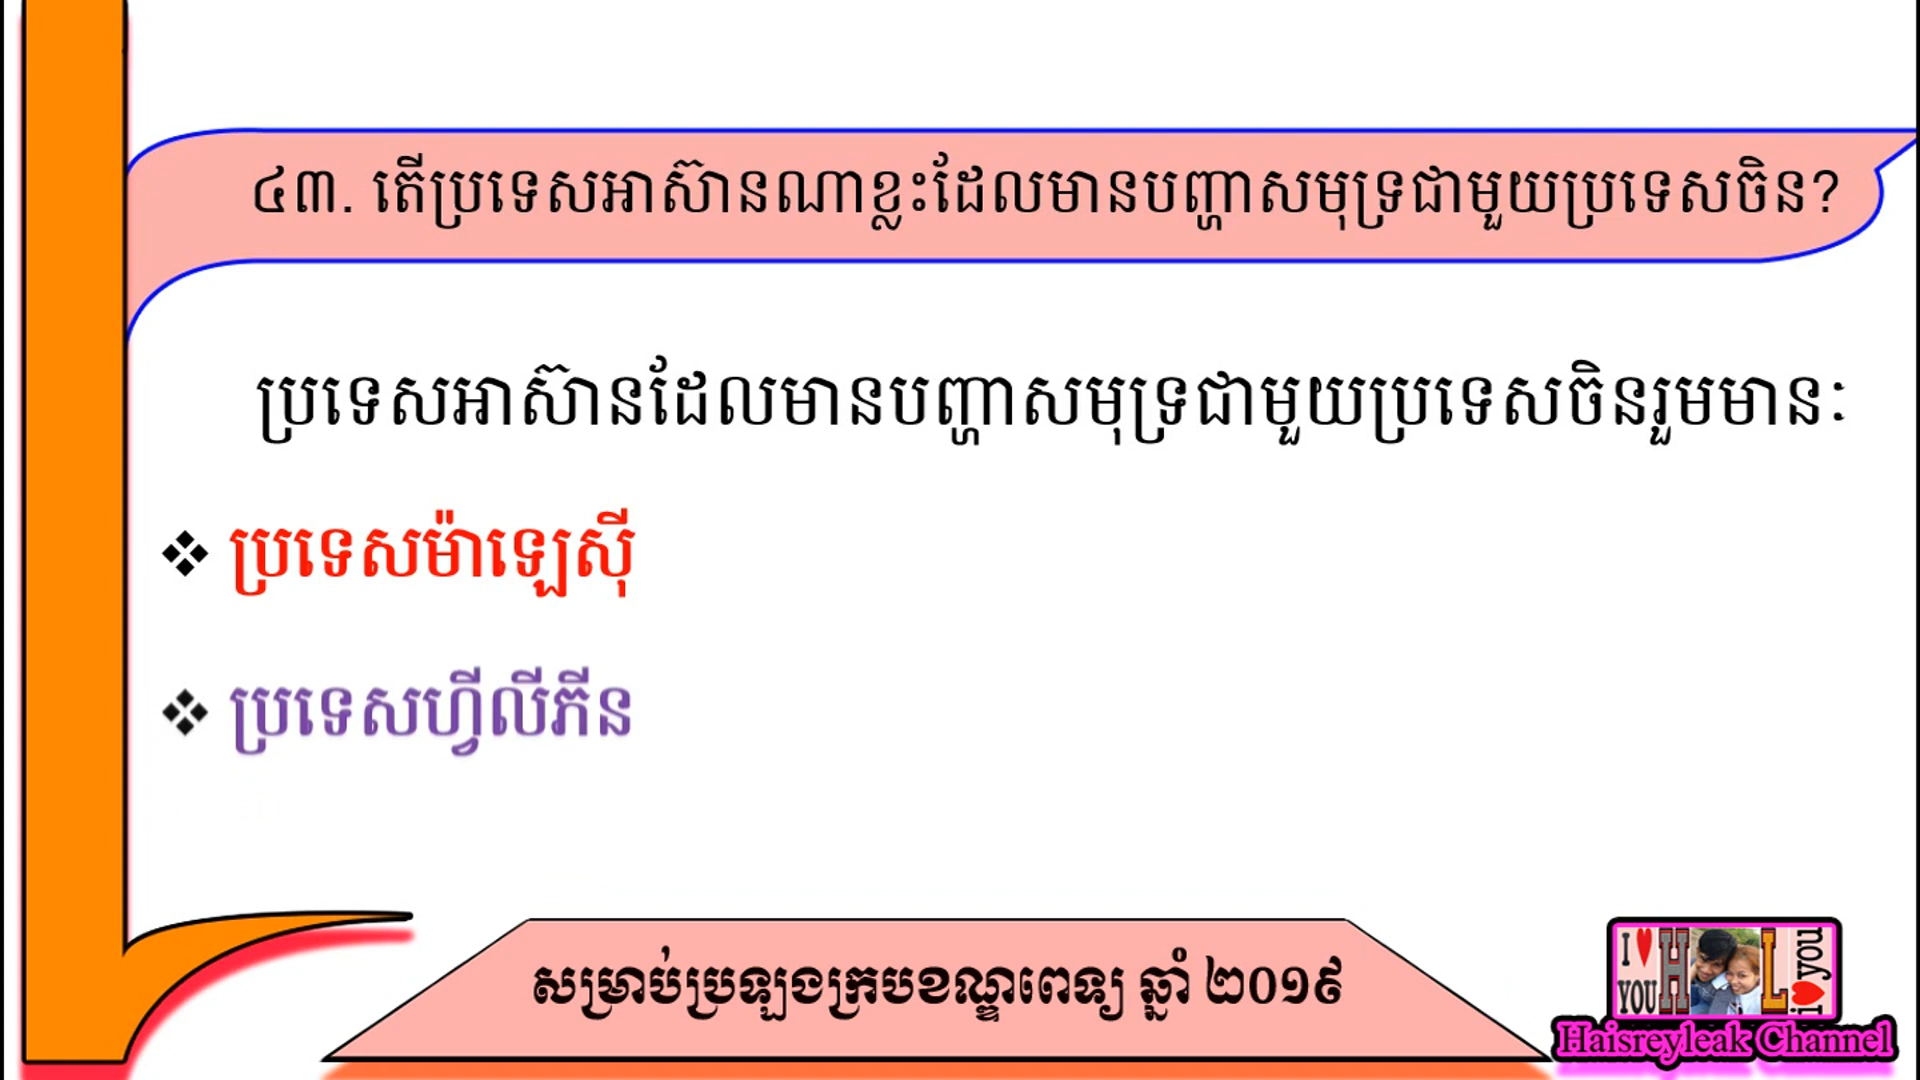 ៤៣. តើប្រទេសអាស៊ានណាខ្លះដែលមានបញ្ហាសមុទ្រជាមួយប្រទេសចិន?
ប្រទេសអាស៊ានដែលមានបញ្ហាសមុទ្រជាមួយប្រទេសចិនរួមមានៈ
❖ ប្រទេសម៉ាឡេស៊ី
❖ ប្រទេសហ្វីលីភីន
សម្រាប់ប្រឡងក្របខណ្ឌពេទ្យ ឆ្នាំ ២០១៩
I ♥ YOU
H L
i ♥ you
Haisreyleak Channel